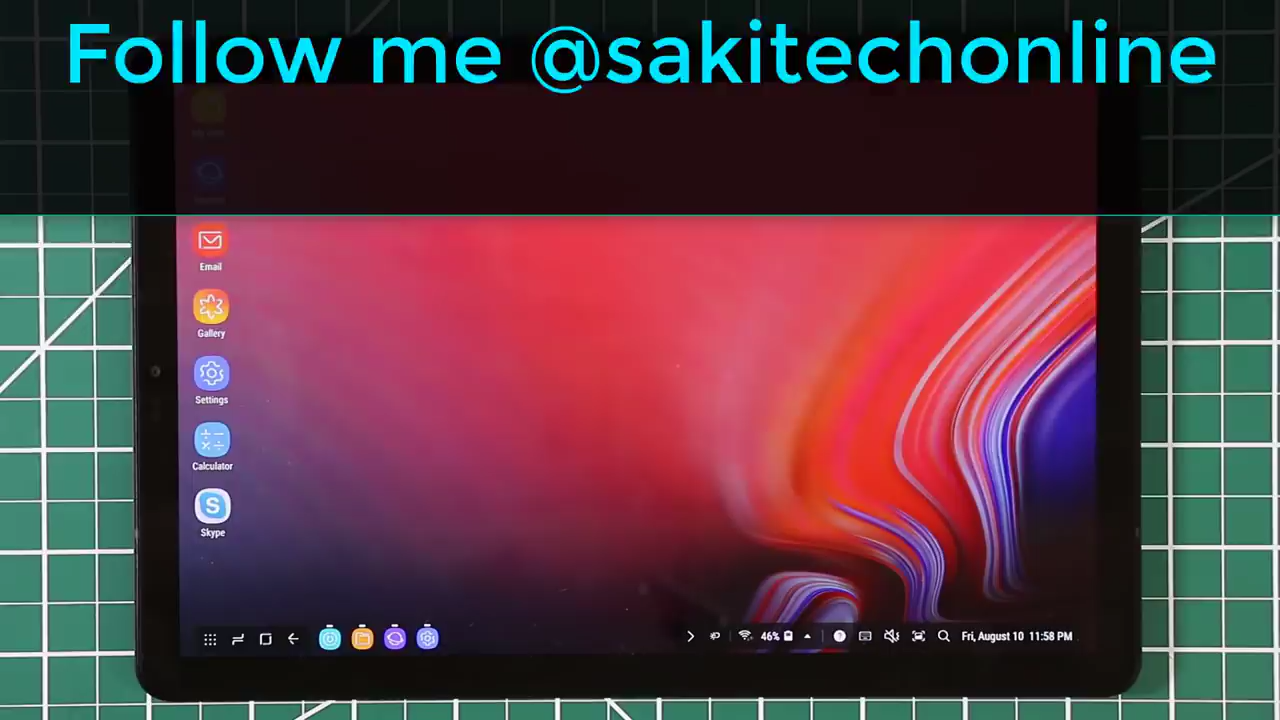 Follow me @sakitechonline
Email
Gallery
Settings
Calculator
S
Skype
46%
Fri, August 10 11:58 PM